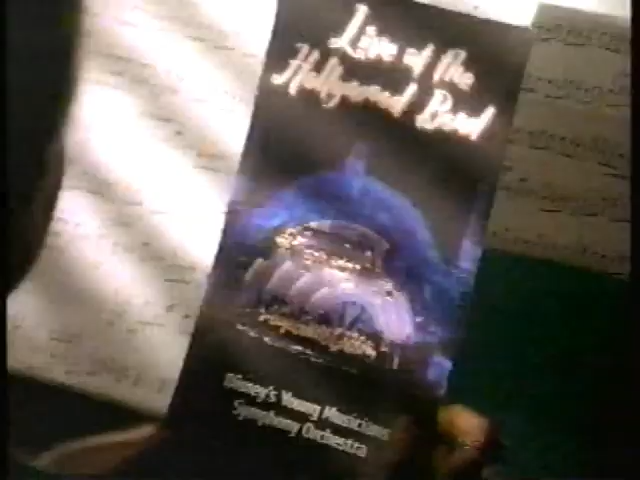 Live at the
Hollywood Bowl
Disney's Young Musicians
Symphony Orchestra